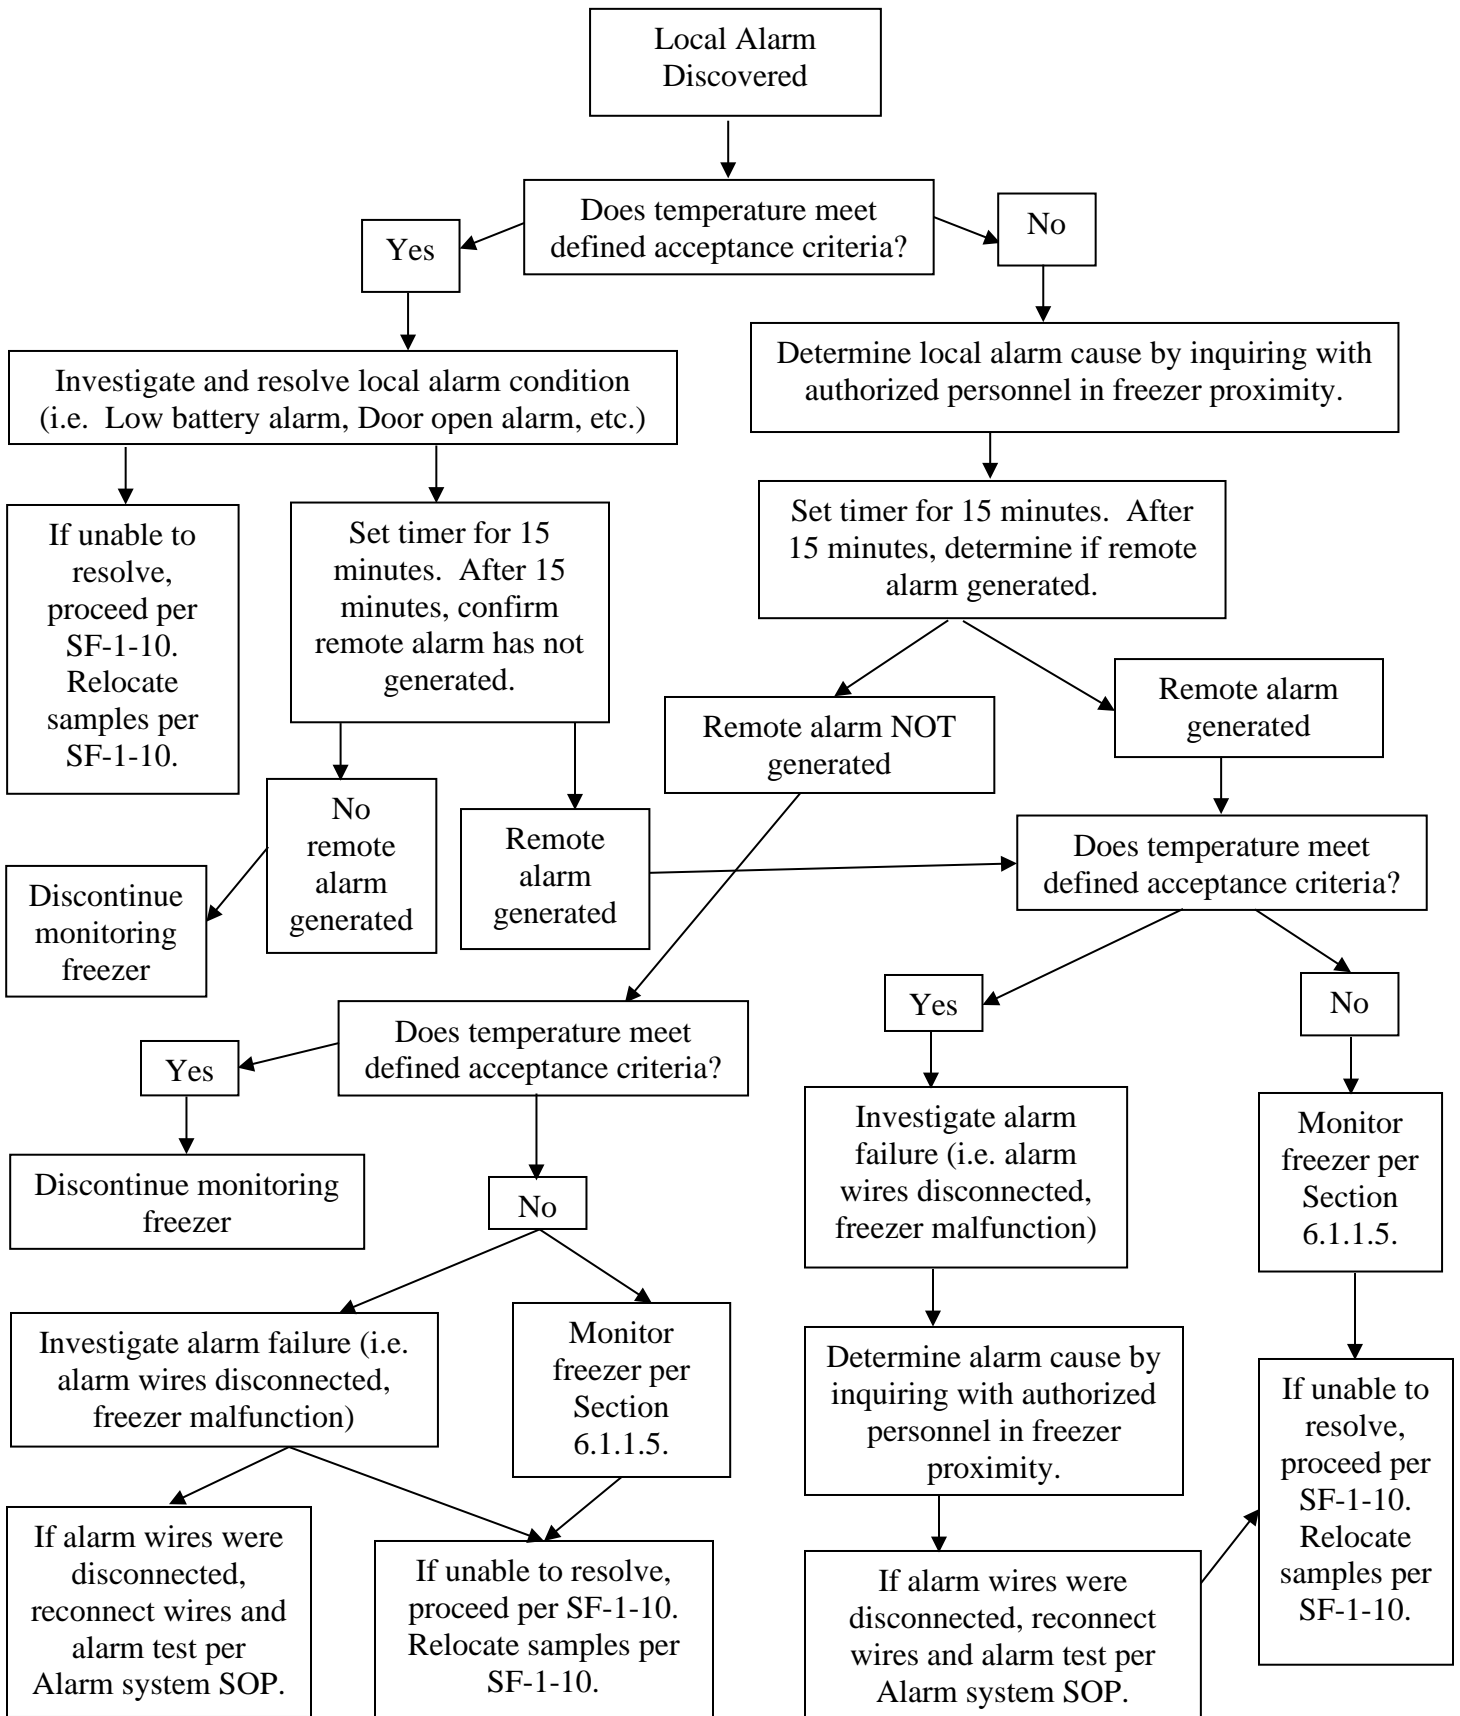 Local Alarm
Discovered
Does temperature meet
defined acceptance criteria?
Yes
No
Investigate and resolve local alarm condition
(i.e. Low battery alarm, Door open alarm, etc.)
Determine local alarm cause by inquiring with
authorized personnel in freezer proximity.
If unable to
resolve,
proceed per
SF-1-10.
Relocate
samples per
SF-1-10.
Set timer for 15
minutes. After 15
minutes, confirm
remote alarm has not
generated.
Set timer for 15 minutes. After
15 minutes, determine if remote
alarm generated.
Remote alarm NOT
generated
Remote alarm
generated
No
remote
alarm
generated
Remote
alarm
generated
Does temperature meet
defined acceptance criteria?
Discontinue
monitoring
freezer
Yes
No
Does temperature meet
defined acceptance criteria?
Yes
Discontinue monitoring
freezer
No
Investigate alarm
failure (i.e. alarm
wires disconnected,
freezer malfunction)
Monitor
freezer per
Section
6.1.1.5.
Investigate alarm failure (i.e.
alarm wires disconnected,
freezer malfunction)
Monitor
freezer per
Section
6.1.1.5.
Determine alarm cause by
inquiring with authorized
personnel in freezer
proximity.
If unable to
resolve,
proceed per
SF-1-10.
Relocate
samples per
SF-1-10.
If alarm wires were
disconnected,
reconnect wires and
alarm test per
Alarm system SOP.
If unable to resolve,
proceed per SF-1-10.
Relocate samples per
SF-1-10.
If alarm wires were
disconnected, reconnect
wires and alarm test per
Alarm system SOP.